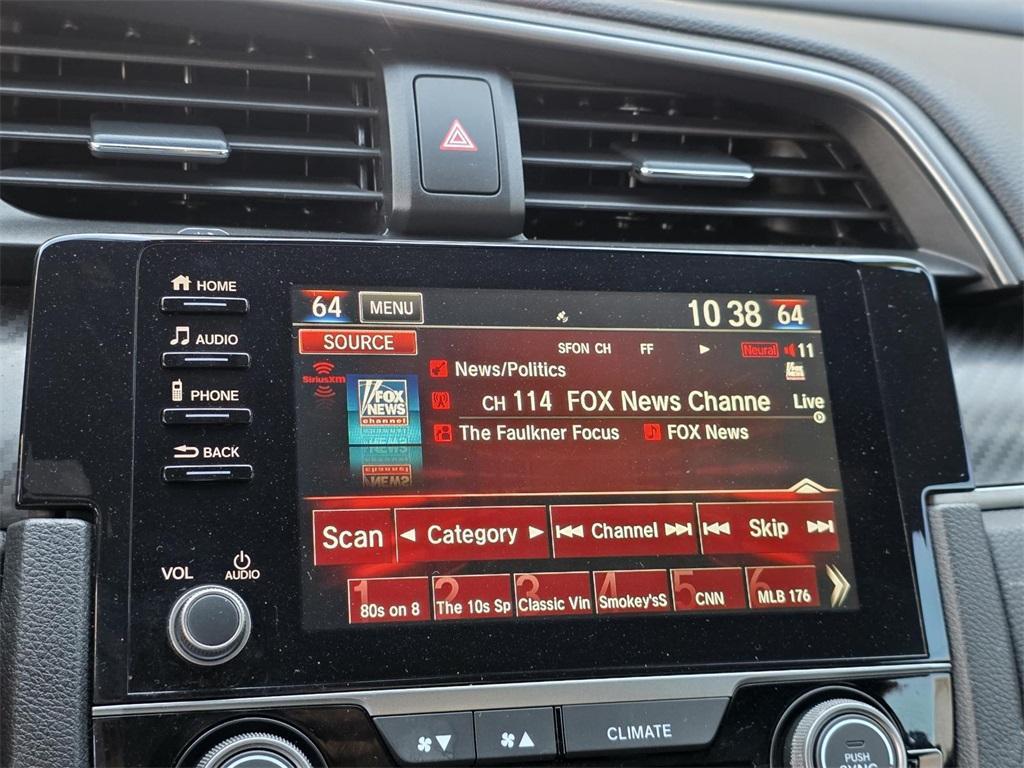 HOME
AUDIO
PHONE
BACK
VOL
AUDIO
64 MENU 10 38 64
SOURCE SFON CH FF Neural 11
SiriusXM
FOX
NEWS
channel
News/Politics
CH 114 FOX News Channe Live
The Faulkner Focus FOX News
Scan Category Channel Skip
1 80s on 8
2 The 10s Sp
3 Classic Vin
4 Smokey'sS
5 CNN
6 MLB 176
CLIMATE
PUSH
SYNC